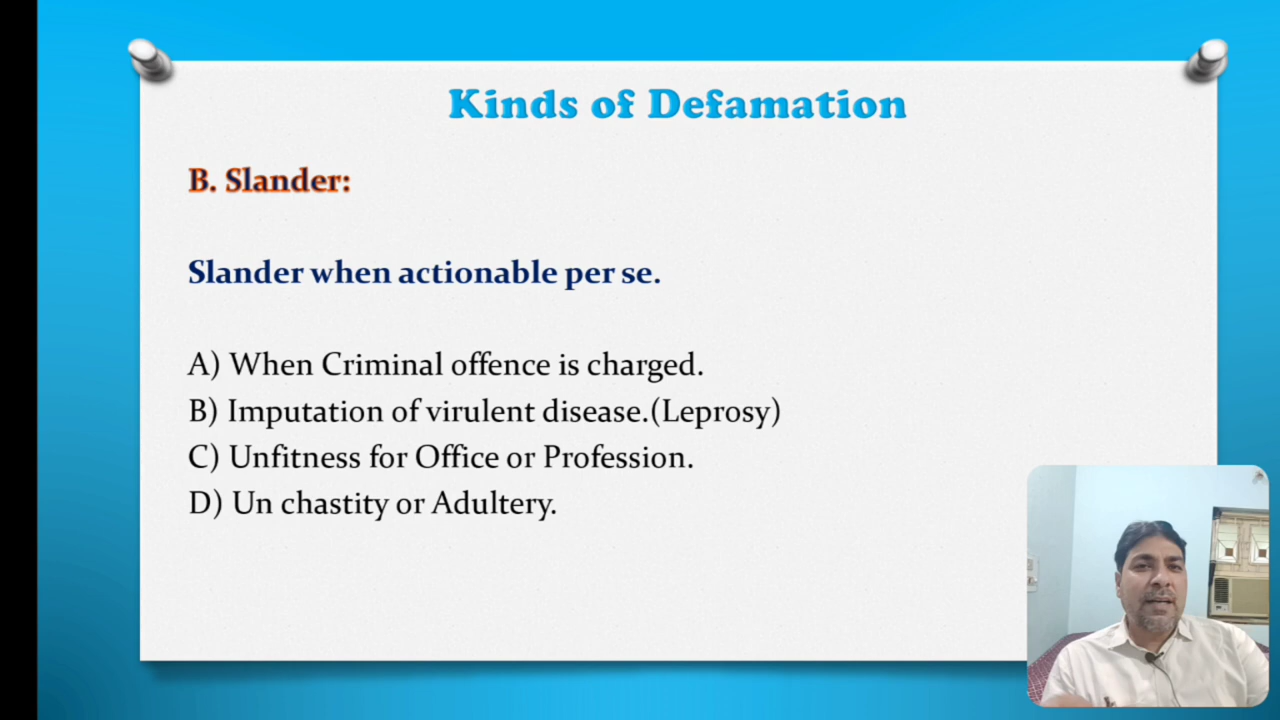 Kinds of Defamation
B. Slander:
Slander when actionable per se.
A) When Criminal offence is charged.
B) Imputation of virulent disease.(Leprosy)
C) Unfitness for Office or Profession.
D) Un chastity or Adultery.